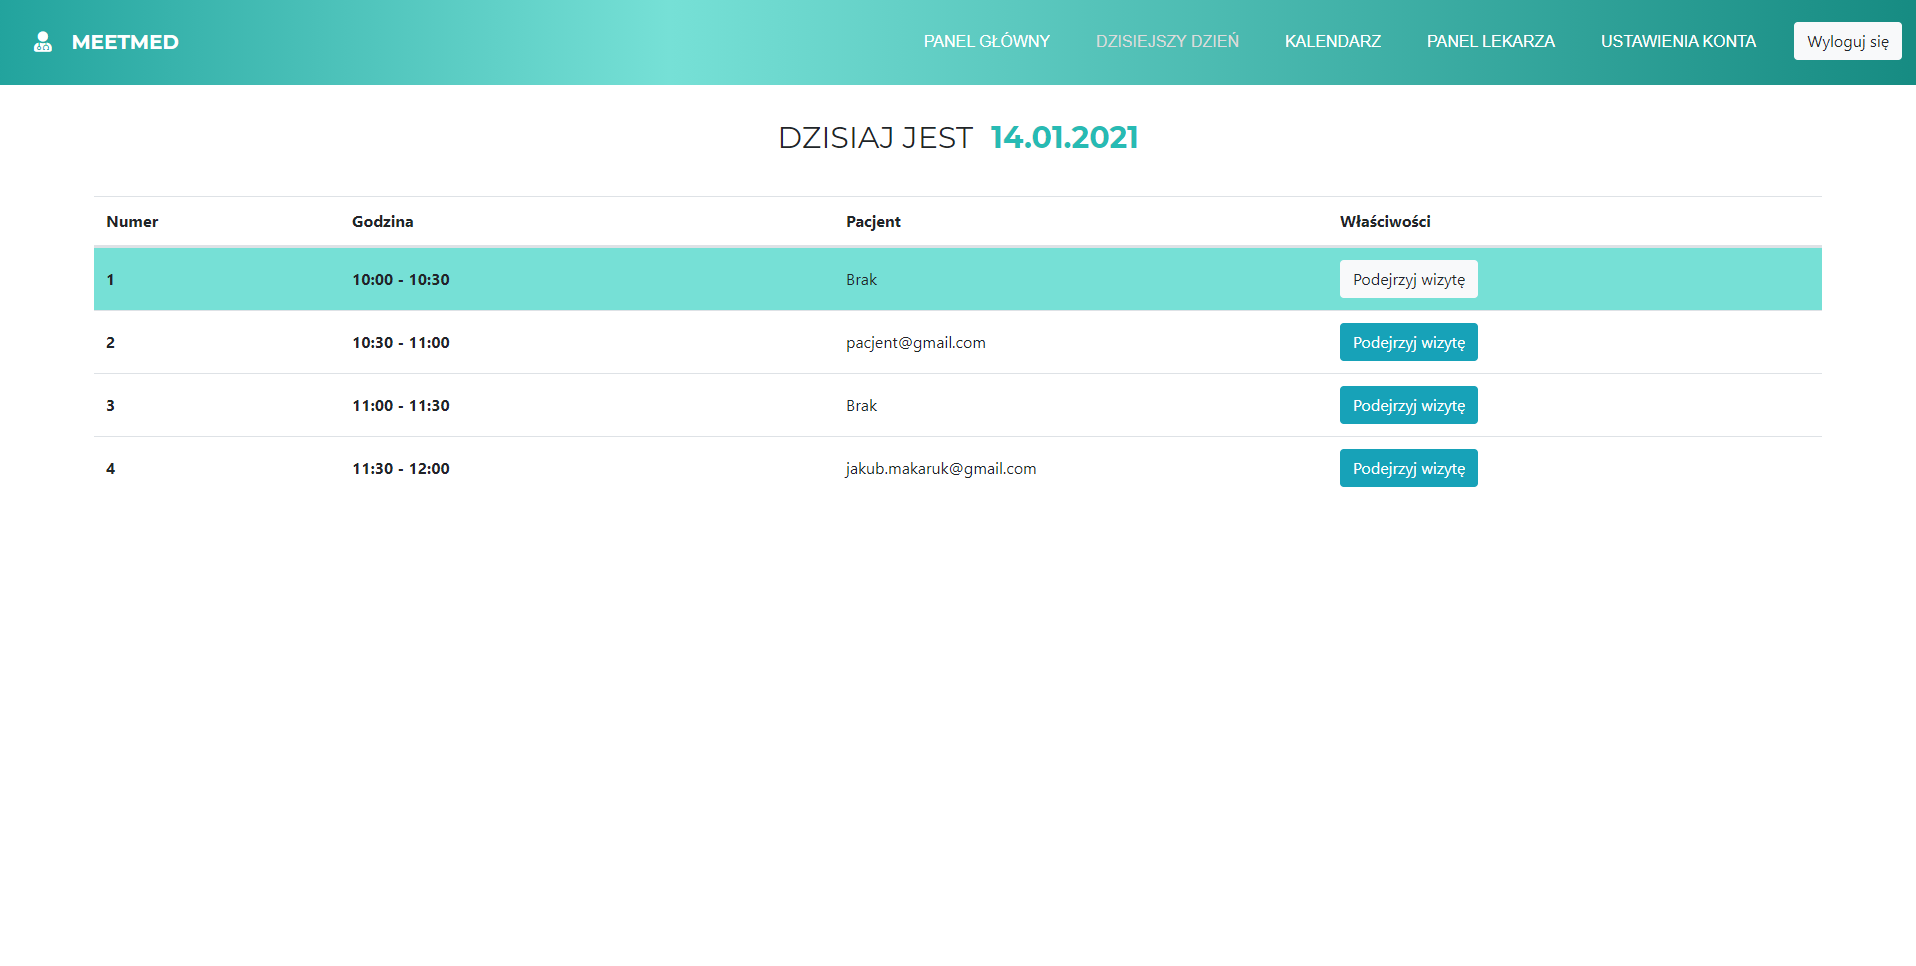 MEETMED PANEL GŁÓWNY DZISIEJSZY DZIEŃ KALENDARZ PANEL LEKARZA USTAWIENIA KONTA Wyloguj się
DZISIAJ JEST 14.01.2021
Numer Godzina Pacjent Właściwości
1 10:00 - 10:30 Brak Podejrzyj wizytę
2 10:30 - 11:00 pacjent@gmail.com Podejrzyj wizytę
3 11:00 - 11:30 Brak Podejrzyj wizytę
4 11:30 - 12:00 jakub.makaruk@gmail.com Podejrzyj wizytę